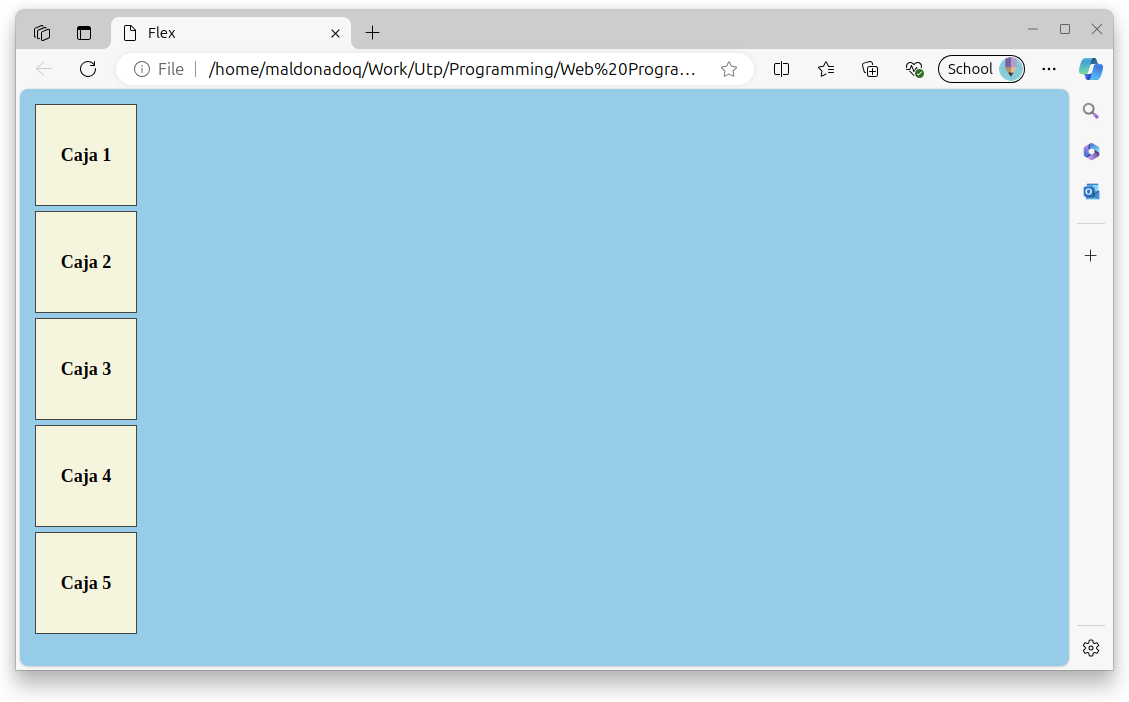 Flex
File
/home/maldonadoq/Work/Utp/Programming/Web%20Progra...
School
Caja 1
Caja 2
Caja 3
Caja 4
Caja 5